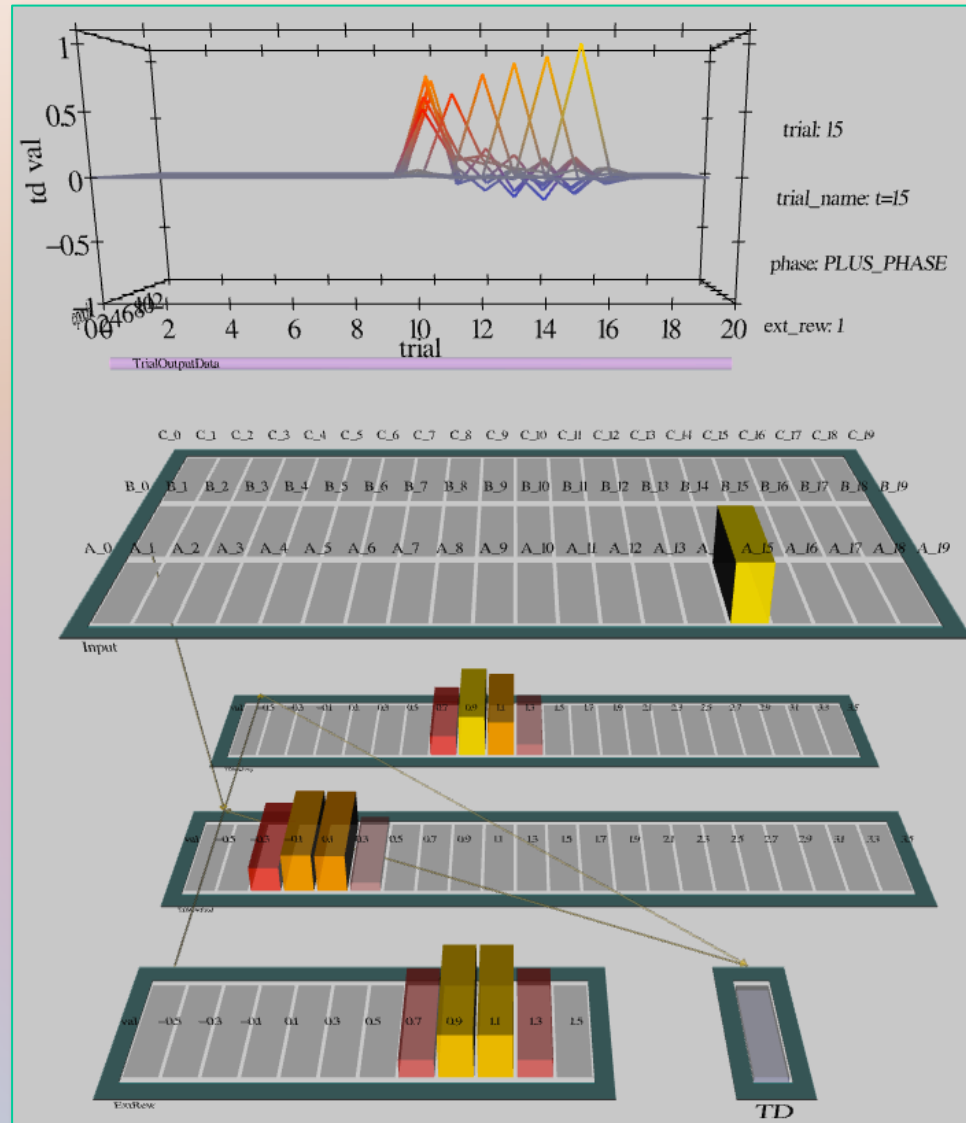 1
0.5
0
−0.5
−1
td val
0 2 4 6 8 10 12 14 16 18 20
trial
TrialOutputData
trial: 15
trial_name: t=15
phase: PLUS_PHASE
ext_rew: 1
C_0 C_1 C_2 C_3 C_4 C_5 C_6 C_7 C_8 C_9 C_10 C_11 C_12 C_13 C_14 C_15 C_16 C_17 C_18 C_19
B_0 B_1 B_2 B_3 B_4 B_5 B_6 B_7 B_8 B_9 B_10 B_11 B_12 B_13 B_14 B_15 B_16 B_17 B_18 B_19
A_0 A_1 A_2 A_3 A_4 A_5 A_6 A_7 A_8 A_9 A_10 A_11 A_12 A_13 A_15 A_16 A_17 A_18 A_19
Input
val −0.5 −0.3 −0.1 0.1 0.3 0.5 0.7 0.9 1.1 1.3 1.5 1.7 1.9 2.1 2.3 2.5 2.7 2.9 3.1 3.3 3.5
val −0.5 −0.3 −0.1 0.1 0.3 0.5 0.7 0.9 1.1 1.3 1.5 1.7 1.9 2.1 2.3 2.5 2.7 2.9 3.1 3.3 3.5
val −0.5 −0.3 −0.1 0.1 0.3 0.5 0.7 0.9 1.1 1.3 1.5
ExtRew
TD